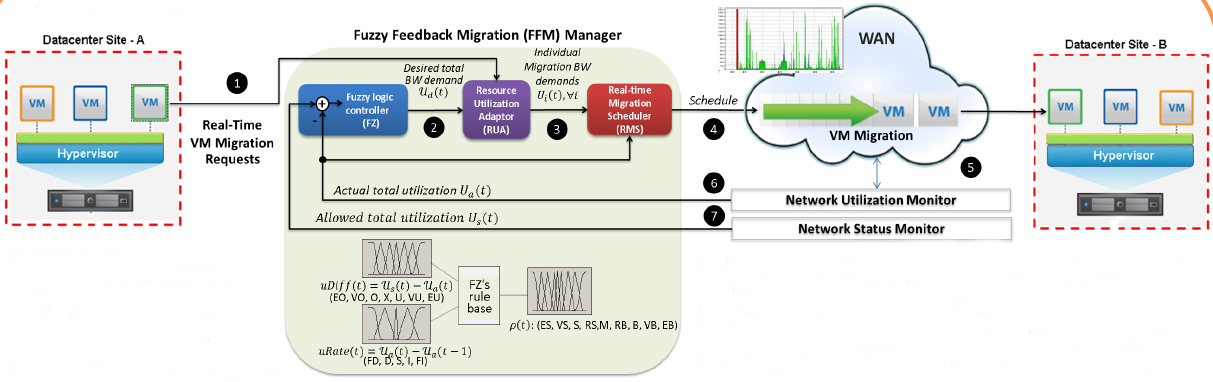 Datacenter Site - A
VM
VM
VM
Hypervisor
1
Real-Time
VM Migration
Requests
Fuzzy Feedback Migration (FFM) Manager
+
-
Fuzzy logic
controller
(FZ)
Desired total
BW demand
U_d(t)
2
Resource
Utilization
Adaptor
(RUA)
Individual
Migration BW
demands
U_i(t),∀i
3
Real-time
Migration
Scheduler
(RMS)
Schedule
4
WAN
VM
VM
VM Migration
5
Datacenter Site - B
VM
VM
VM
Hypervisor
Actual total utilization U_a(t)
6
Network Utilization Monitor
Allowed total utilization U_s(t)
7
Network Status Monitor
uDiff(t) = U_s(t) − U_a(t)
(EO, VO, O, X, U, VU, EU)
FZ's
rule
base
ρ(t): (ES, VS, S, RS,M, RB, B, VB, EB)
uRate(t) = U_a(t) − U_a(t − 1)
(FD, D, S, I, FI)